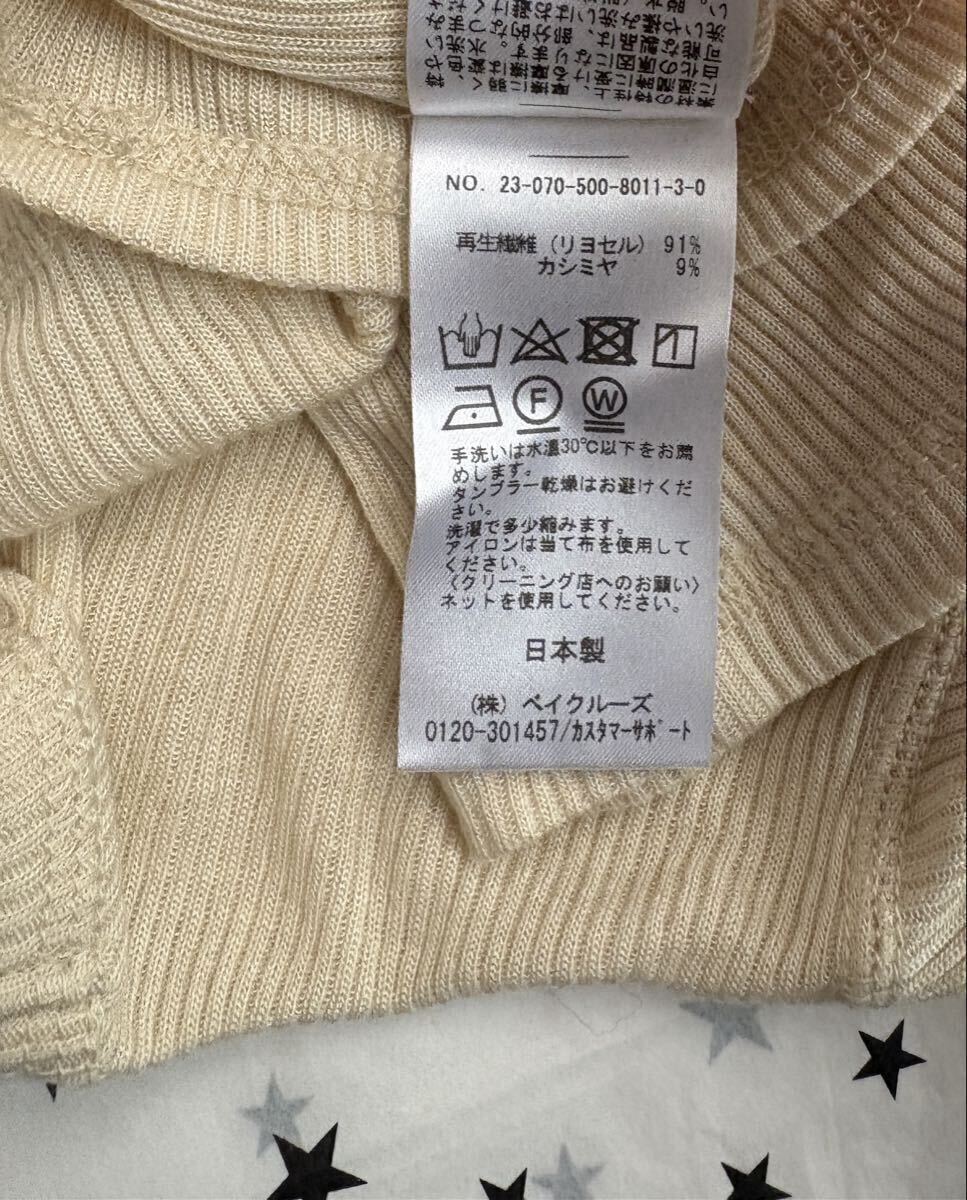 NO. 23-070-500-8011-3-0
再生繊維 (リヨセル) 91%
カシミヤ 9%
F W
手洗いは水温30℃以下をお薦
めします。
タンブラー乾燥はお避けくだ
さい。
洗濯で多少縮みます。
アイロンは当て布を使用して
ください。
〈クリーニング店へのお願い〉
ネットを使用してください。
日本製
(株) ベイクルーズ
0120-301457/カスタマーサポート